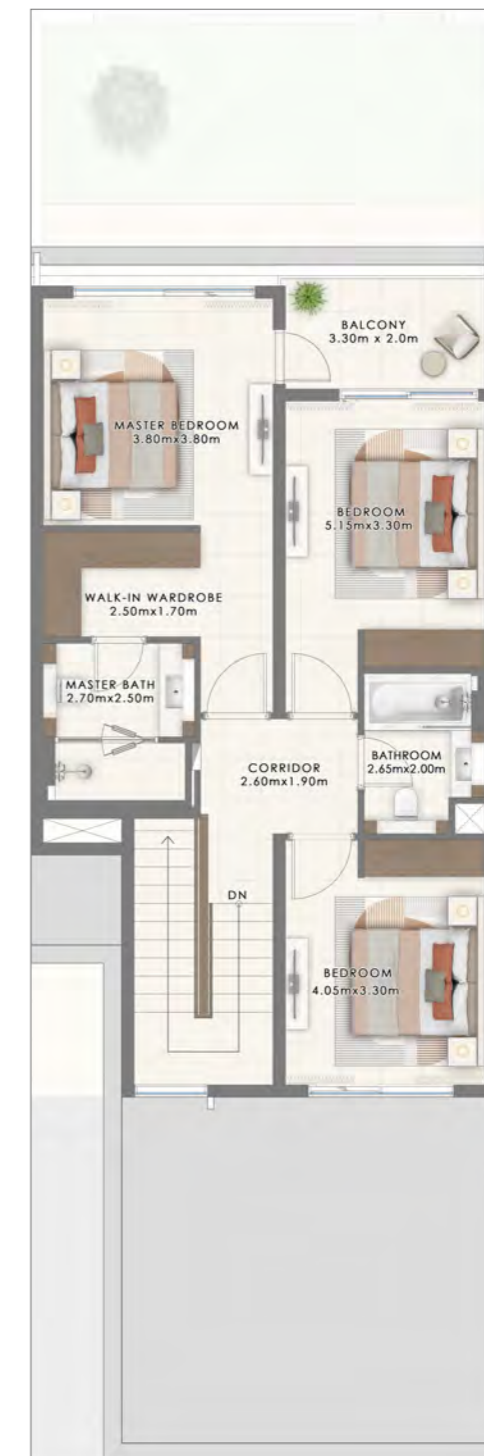 BALCONY
3.30m x 2.0m
MASTER BEDROOM
3.80mx3.80m
BEDROOM
5.15mx3.30m
WALK-IN WARDROBE
2.50mx1.70m
MASTER BATH
2.70mx2.50m
CORRIDOR
2.60mx1.90m
BATHROOM
2.65mx2.00m
DN
BEDROOM
4.05mx3.30m